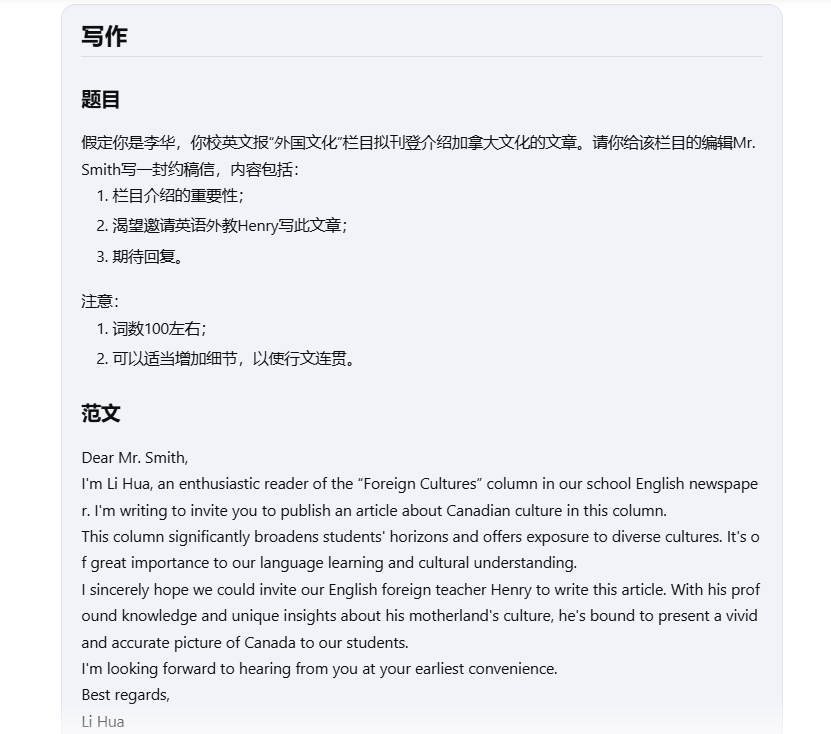 写作
题目
假定你是李华，你校英文报“外国文化”栏目拟刊登介绍加拿大文化的文章。请你给该栏目的编辑Mr.
Smith写一封约稿信，内容包括：
1. 栏目介绍的重要性；
2. 渴望邀请英语外教Henry写此文章；
3. 期待回复。
注意：
1. 词数100左右；
2. 可以适当增加细节，以使行文连贯。
范文
Dear Mr. Smith,
I'm Li Hua, an enthusiastic reader of the “Foreign Cultures” column in our school English newspape
r. I'm writing to invite you to publish an article about Canadian culture in this column.
This column significantly broadens students' horizons and offers exposure to diverse cultures. It's o
f great importance to our language learning and cultural understanding.
I sincerely hope we could invite our English foreign teacher Henry to write this article. With his prof
ound knowledge and unique insights about his motherland's culture, he's bound to present a vivid
and accurate picture of Canada to our students.
I'm looking forward to hearing from you at your earliest convenience.
Best regards,
Li Hua